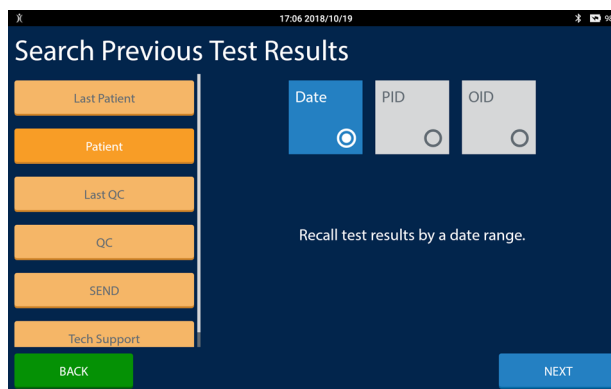 17:06 2018/10/19
98
Search Previous Test Results
Last Patient
Patient
Last QC
QC
SEND
Tech Support
Date
PID
OID
Recall test results by a date range.
BACK
NEXT